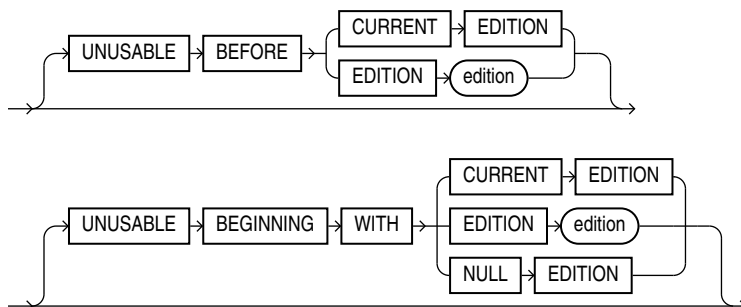 CURRENT EDITION
UNUSABLE BEFORE
EDITION edition
CURRENT EDITION
UNUSABLE BEGINNING WITH EDITION edition
NULL EDITION